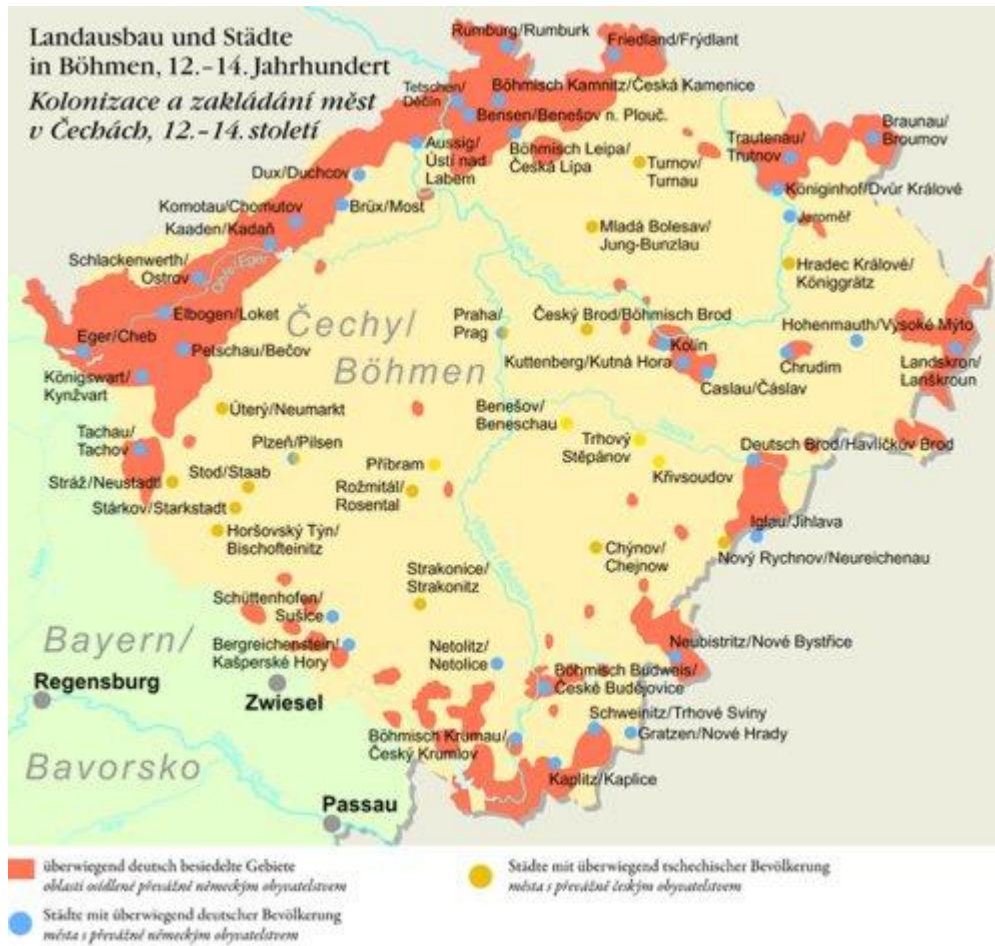 Landausbau und Städte
in Böhmen, 12.–14. Jahrhundert
Kolonizace a zakládání měst
v Čechách, 12.–14. století
Rumburg/Rumburk
Friedland/Frýdlant
Tetschen/
Děčín
Böhmisch Kamnitz/Česká Kamenice
Bensen/Benešov n. Plouč.
Braunau/
Broumov
Trautenau/
Trutnov
Aussig/
Ústí nad
Labem
Böhmisch Leipa/
Česká Lípa
Turnov/
Turnau
Dux/Duchcov
Königinhof/Dvůr Králové
Komotau/Chomutov
Brüx/Most
Jeroměř
Kaaden/Kadaň
Mladá Bolesav/
Jung-Bunzlau
Schlackenwerth/
Ostrov
Ohře/Eger
Hradec Králové/
Königgrätz
Elbogen/Loket
Čechy/
Böhmen
Praha/
Prag
Český Brod/Böhmisch Brod
Hohenmauth/Vysoké Mýto
Eger/Cheb
Petschau/Bečov
Kolín
Kuttenberg/Kutná Hora
Chrudim
Landskron/
Lanškroun
Königswart/
Kynžvart
Caslau/Čáslav
Úterý/Neumarkt
Benešov/
Beneschau
Tachau/
Tachov
Plzeň/Pilsen
Trhový
Štěpánov
Deutsch Brod/Havlíčkův Brod
Stod/Staab
Příbram
Křivsoudov
Stráž/Neustadtl
Rožmitál/
Rosental
Stárkov/Starkstadt
Iglau/Jihlava
Horšovský Týn/
Bischofteinitz
Chýnov/
Chejnow
Nový Rychnov/Neureichenau
Strakonice/
Strakonitz
Schüttenhofen/
Sušice
Bayern/
Bergreichenstein/
Kašperské Hory
Netolitz/
Netolice
Neubistritz/Nové Bystřice
Regensburg
Zwiesel
Böhmisch Budweis/
České Budějovice
Schweinitz/Trhové Sviny
Böhmisch Krumau/
Český Krumlov
Gratzen/Nové Hrady
Bavorsko
Kaplitz/Kaplice
Passau
überwiegend deutsch besiedelte Gebiete
oblasti osídlené převážně německým obyvatelstvem
Städte mit überwiegend tschechischer Bevölkerung
města s převážně českým obyvatelstvem
Städte mit überwiegend deutscher Bevölkerung
města s převážně německým obyvatelstvem